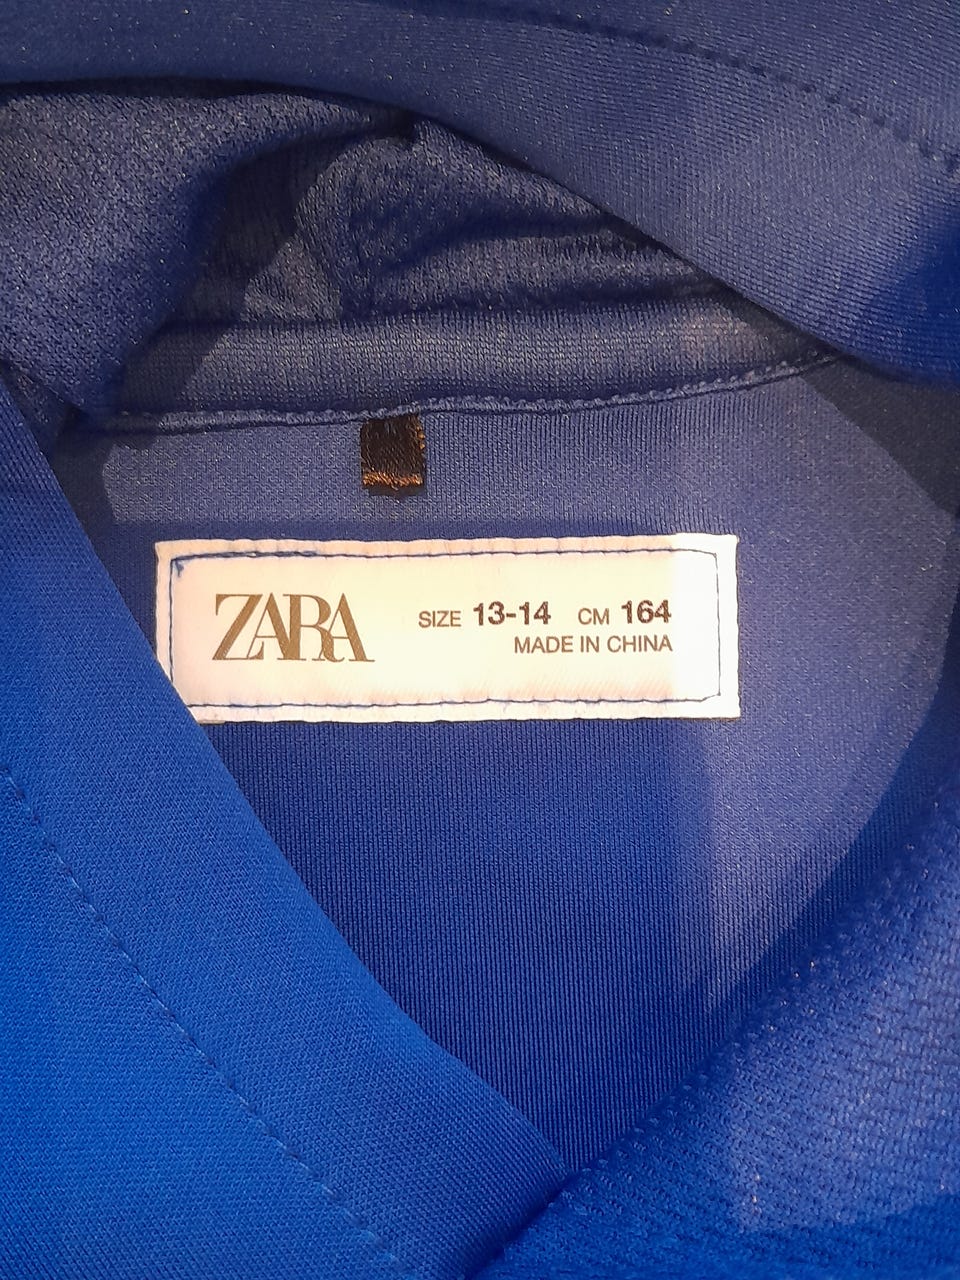 ZARA SIZE 13-14 CM 164
MADE IN CHINA